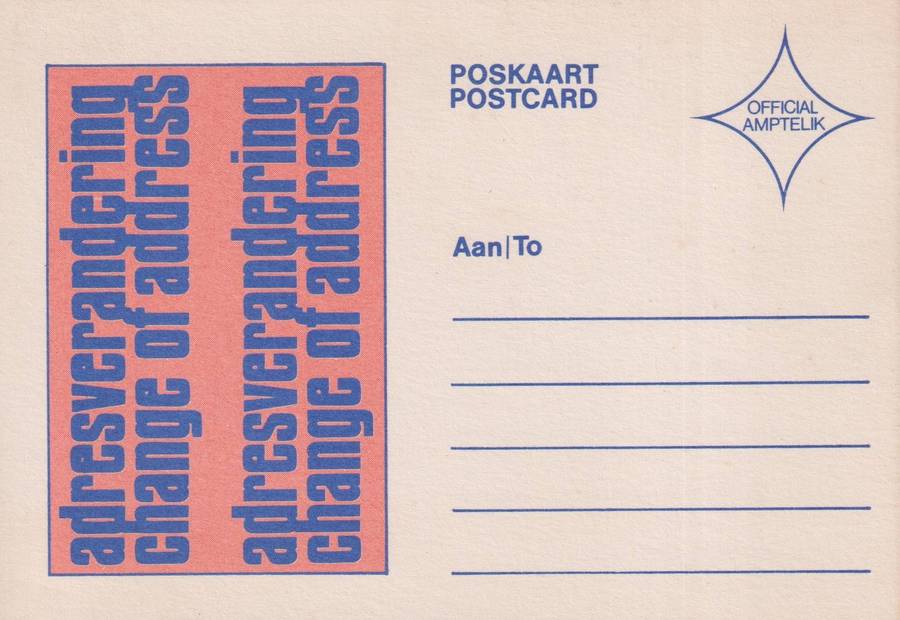 adresverandering
change of address
adresverandering
change of address
POSKAART
POSTCARD
OFFICIAL
AMPTELIK
Aan|To